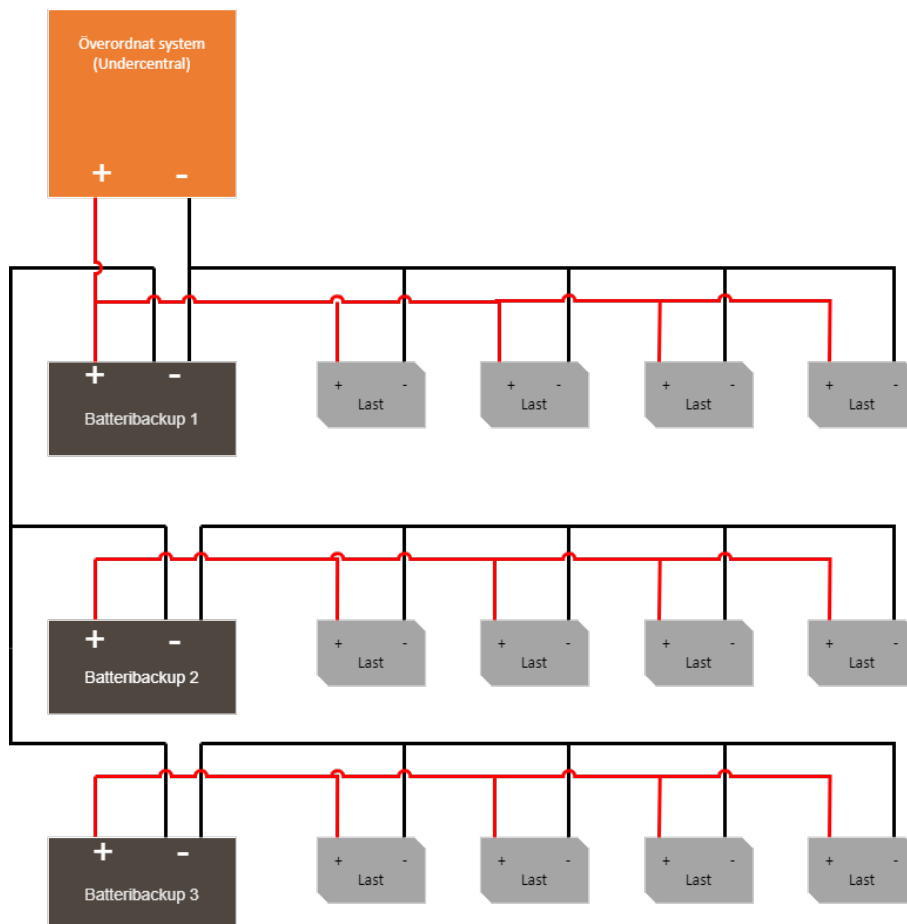 Överordnat system
(Undercentral)
+ -
+ -
Batteribackup 1
+ -
Last
+ -
Last
+ -
Last
+ -
Last
+ -
Batteribackup 2
+ -
Last
+ -
Last
+ -
Last
+ -
Last
+ -
Batteribackup 3
+ -
Last
+ -
Last
+ -
Last
+ -
Last